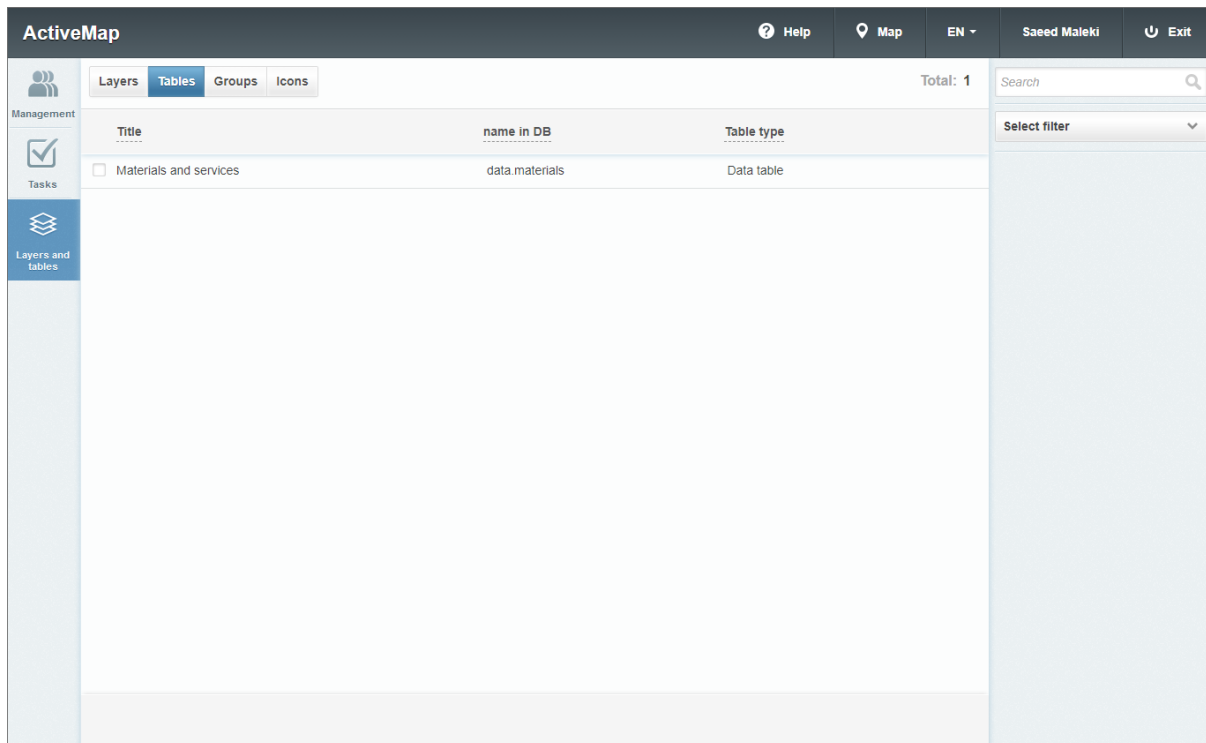 ActiveMap
Help
Map
EN
Saeed Maleki
Exit
Management
Tasks
Layers and
tables
Layers Tables Groups Icons
Total: 1
Title name in DB Table type
Materials and services data.materials Data table
Search
Select filter